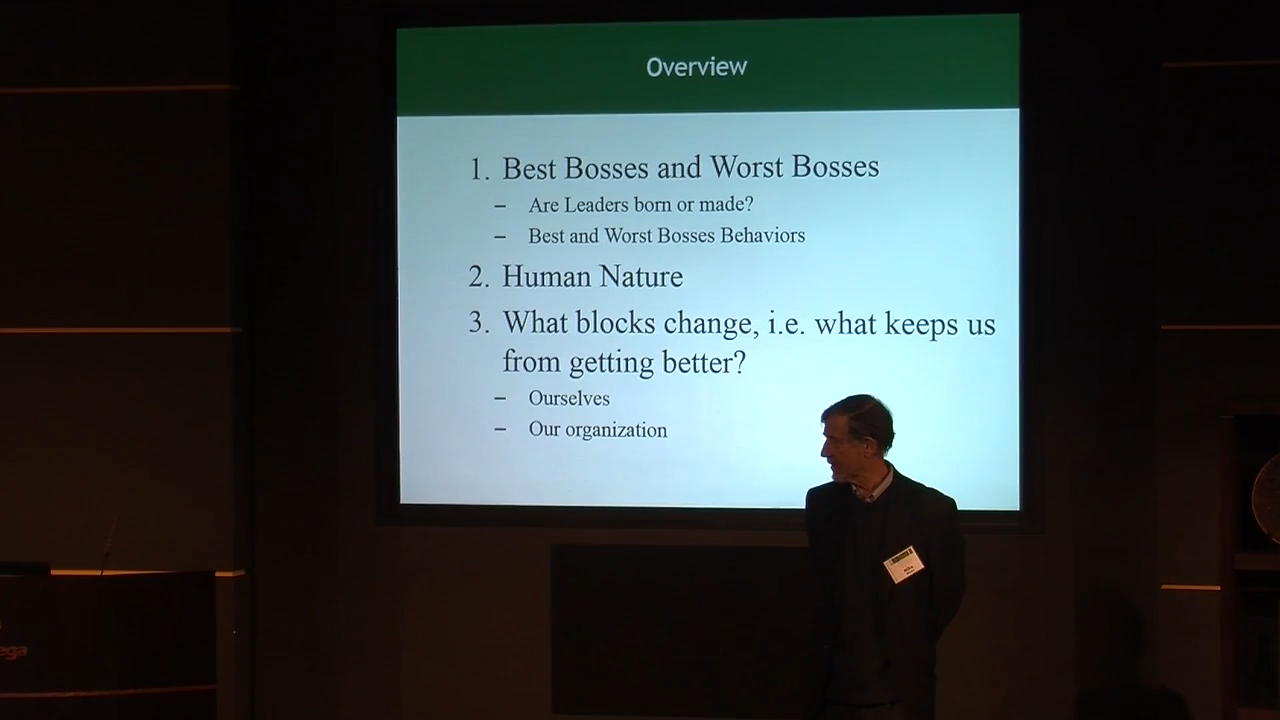 Overview
1. Best Bosses and Worst Bosses
– Are Leaders born or made?
– Best and Worst Bosses Behaviors
2. Human Nature
3. What blocks change, i.e. what keeps us
from getting better?
– Ourselves
– Our organization
ega